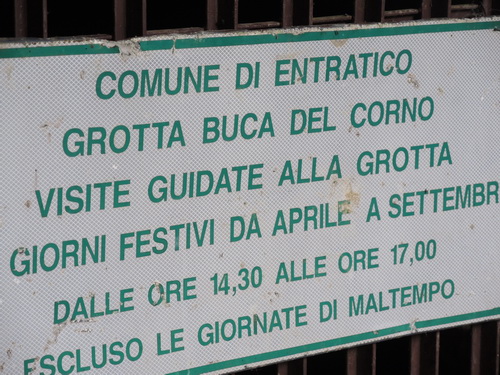 COMUNE DI ENTRATICO
GROTTA BUCA DEL CORNO
VISITE GUIDATE ALLA GROTTA
GIORNI FESTIVI DA APRILE A SETTEMBR
DALLE ORE 14,30 ALLE ORE 17,00
ESCLUSO LE GIORNATE DI MALTEMPO